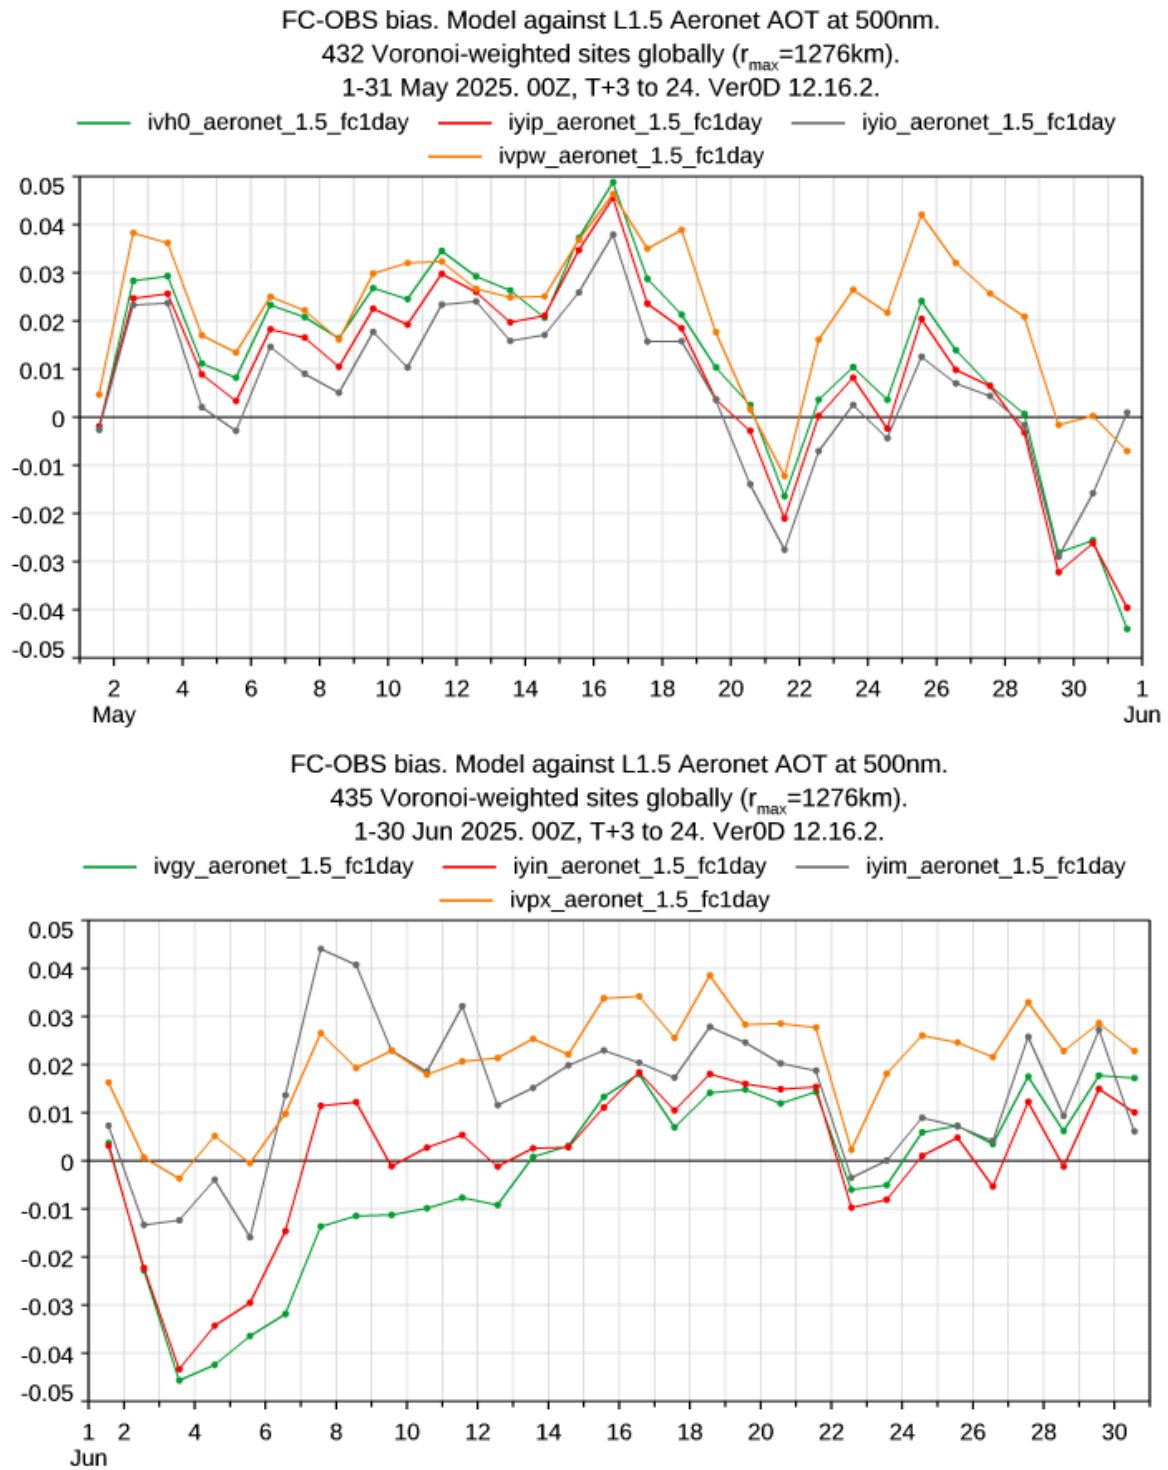 FC-OBS bias. Model against L1.5 Aeronet AOT at 500nm.
432 Voronoi-weighted sites globally (rmax=1276km).
1-31 May 2025. 00Z, T+3 to 24. Ver0D 12.16.2.
ivh0_aeronet_1.5_fc1day iyip_aeronet_1.5_fc1day iyio_aeronet_1.5_fc1day
ivpw_aeronet_1.5_fc1day
0.05
0.04
0.03
0.02
0.01
0
-0.01
-0.02
-0.03
-0.04
-0.05
2 4 6 8 10 12 14 16 18 20 22 24 26 28 30 1
May Jun
FC-OBS bias. Model against L1.5 Aeronet AOT at 500nm.
435 Voronoi-weighted sites globally (rmax=1276km).
1-30 Jun 2025. 00Z, T+3 to 24. Ver0D 12.16.2.
ivgy_aeronet_1.5_fc1day iyin_aeronet_1.5_fc1day iyim_aeronet_1.5_fc1day
ivpx_aeronet_1.5_fc1day
0.05
0.04
0.03
0.02
0.01
0
-0.01
-0.02
-0.03
-0.04
-0.05
1 2 4 6 8 10 12 14 16 18 20 22 24 26 28 30
Jun